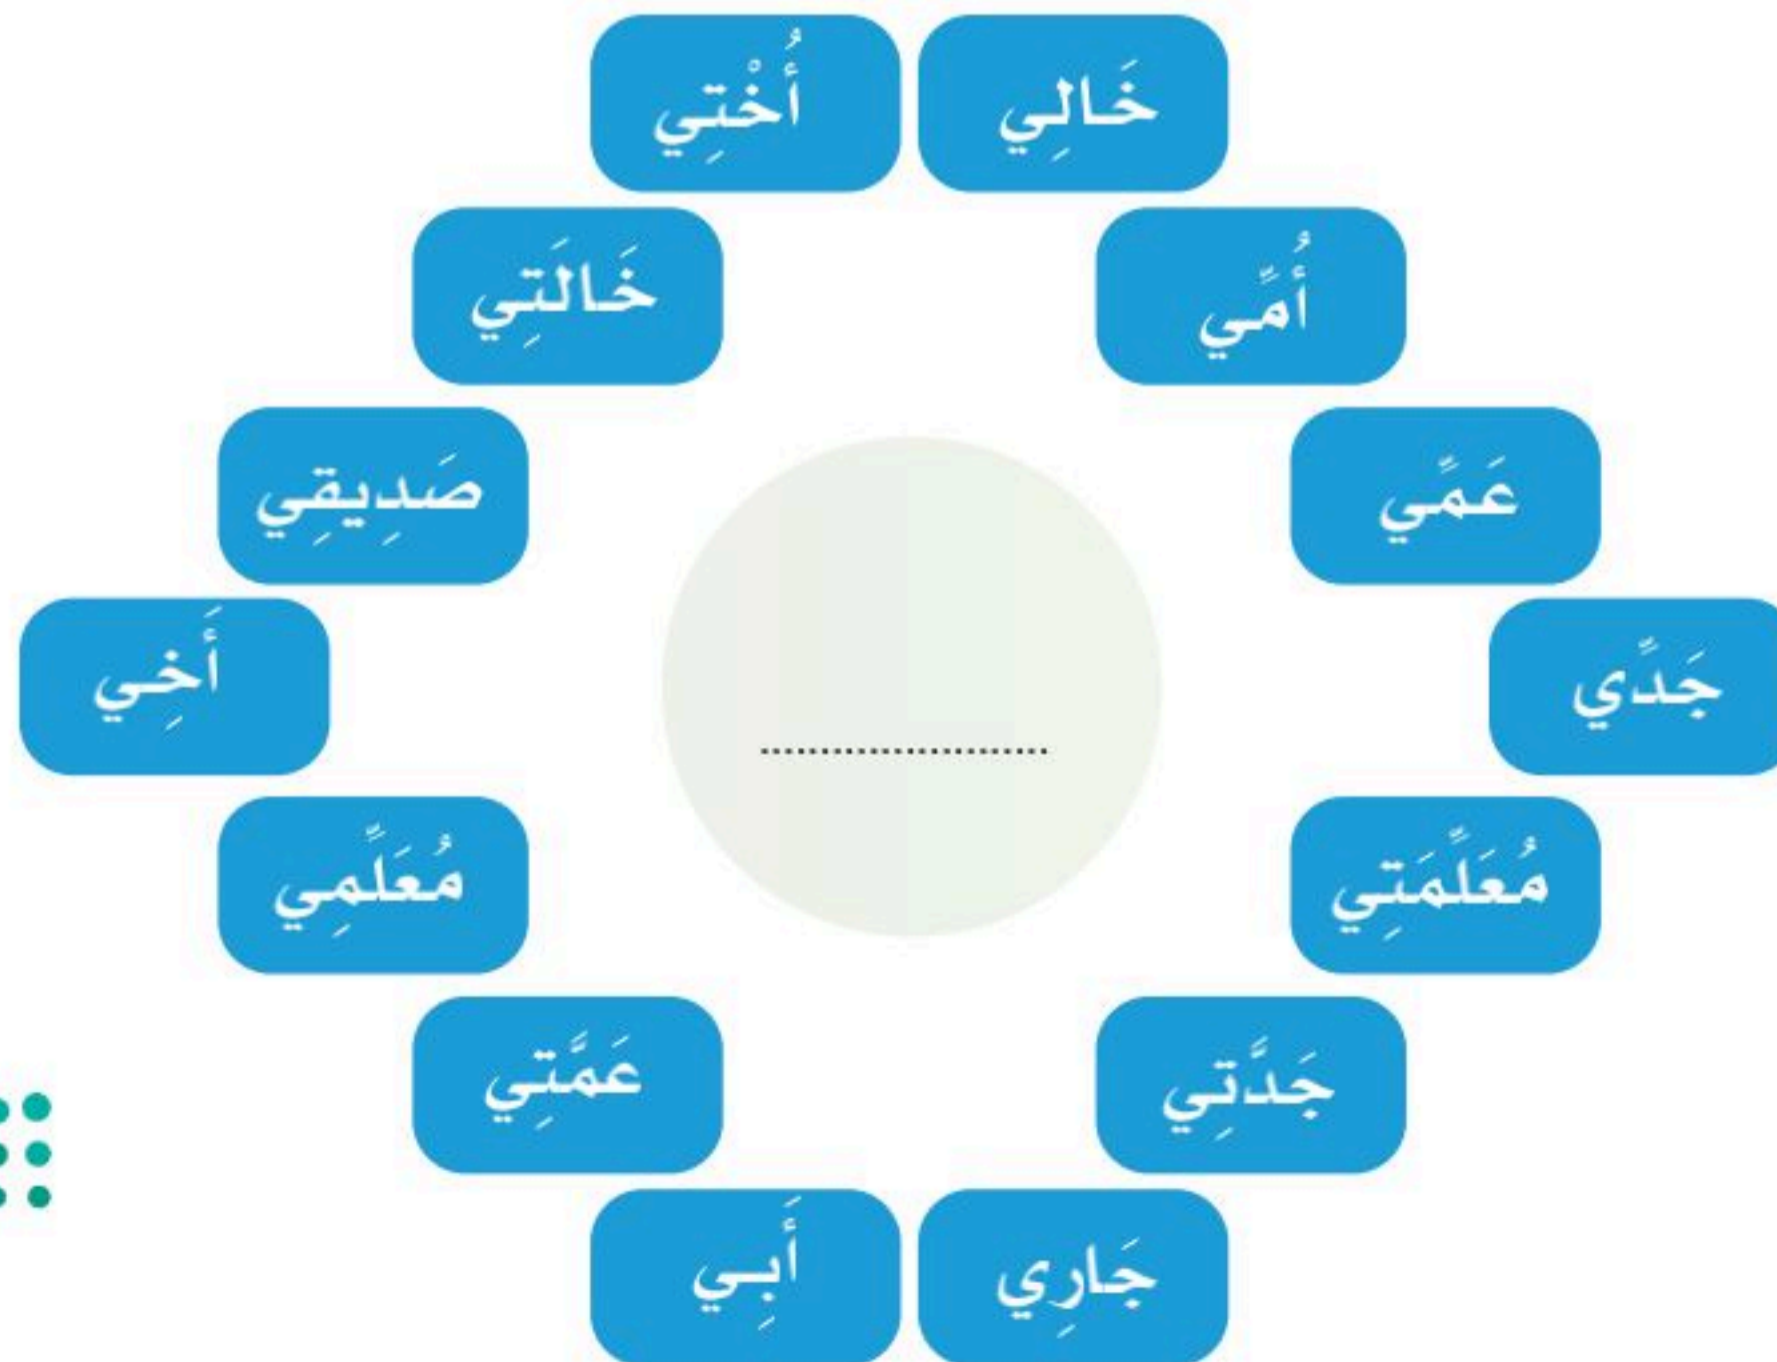 خَالِي
أُخْتِي
أُمِّي
خَالَتِي
عَمِّي
صَدِيقِي
جَدِّي
أَخِي
مُعَلِّمَتِي
مُعَلِّمِي
جَدَّتِي
عَمَّتِي
جَارِي
أَبِي